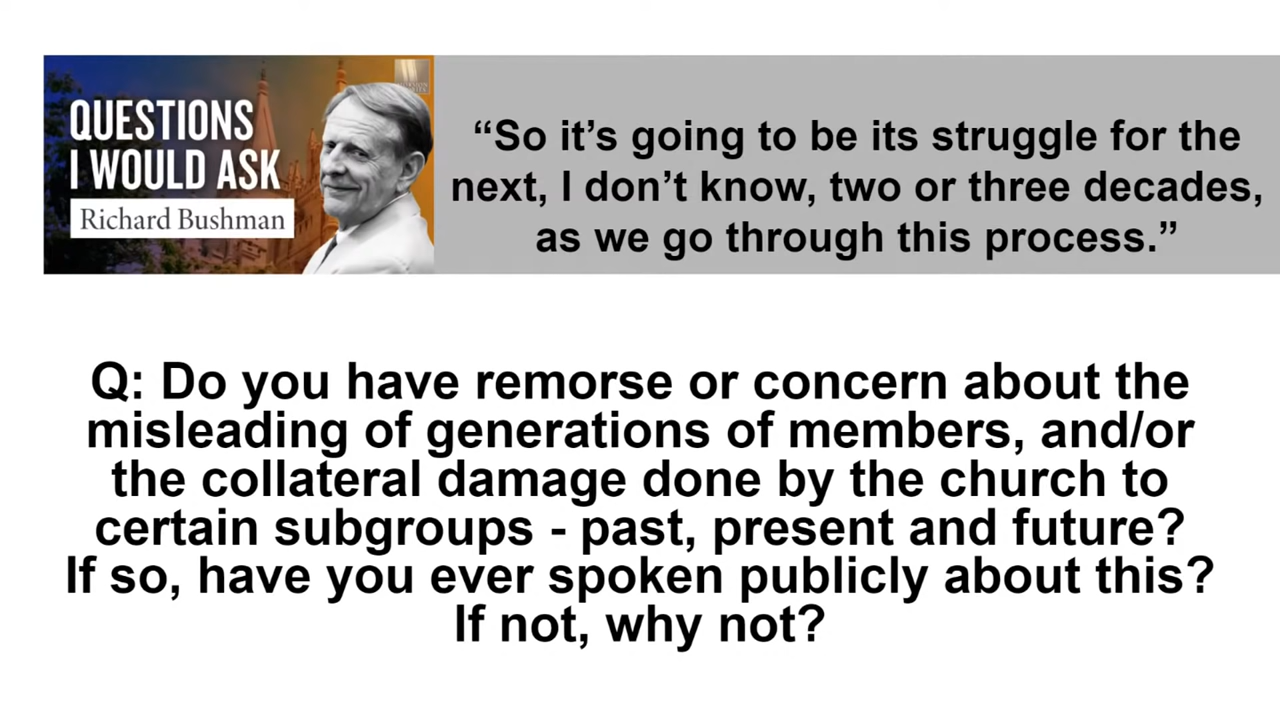 QUESTIONS
I WOULD ASK
Richard Bushman
“So it’s going to be its struggle for the
next, I don’t know, two or three decades,
as we go through this process.”
Q: Do you have remorse or concern about the
misleading of generations of members, and/or
the collateral damage done by the church to
certain subgroups - past, present and future?
If so, have you ever spoken publicly about this?
If not, why not?